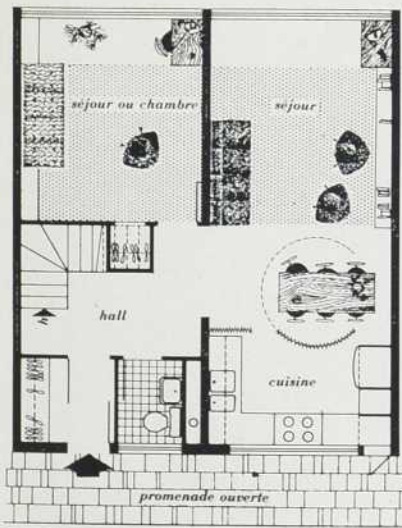 séjour ou chambre
séjour
hall
cuisine
promenade ouverte